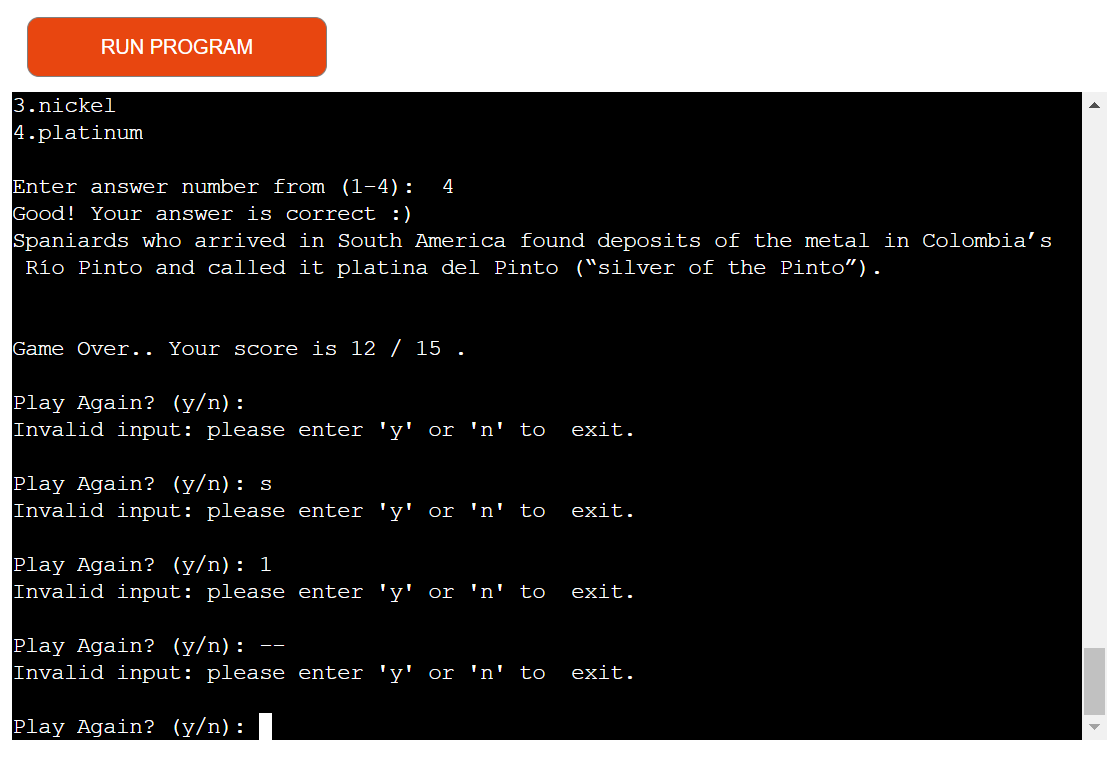 RUN PROGRAM
3.nickel
4.platinum
Enter answer number from (1-4):  4
Good! Your answer is correct :)
Spaniards who arrived in South America found deposits of the metal in Colombia’s
 Río Pinto and called it platina del Pinto (“silver of the Pinto”).
Game Over.. Your score is 12 / 15 .
Play Again? (y/n):
Invalid input: please enter 'y' or 'n' to  exit.
Play Again? (y/n): s
Invalid input: please enter 'y' or 'n' to  exit.
Play Again? (y/n): 1
Invalid input: please enter 'y' or 'n' to  exit.
Play Again? (y/n): --
Invalid input: please enter 'y' or 'n' to  exit.
Play Again? (y/n):